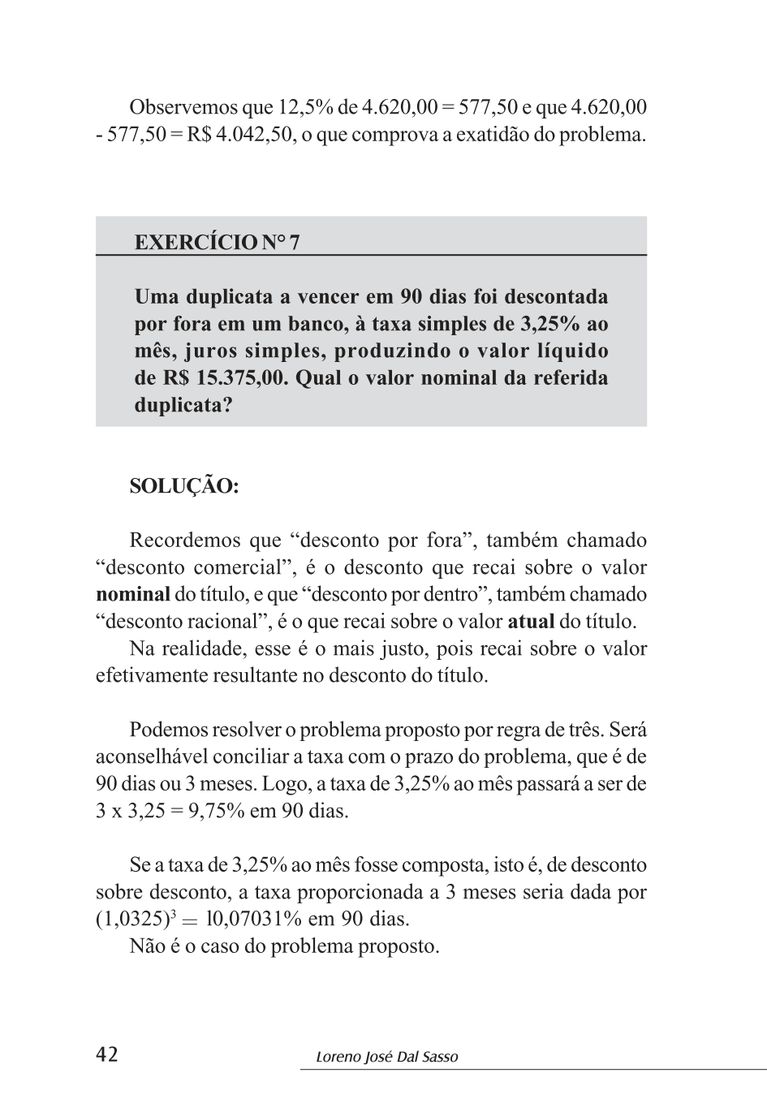 Observemos que 12,5% de 4.620,00 = 577,50 e que 4.620,00
- 577,50 = R$ 4.042,50, o que comprova a exatidão do problema.
EXERCÍCIO N° 7
Uma duplicata a vencer em 90 dias foi descontada
por fora em um banco, à taxa simples de 3,25% ao
mês, juros simples, produzindo o valor líquido
de R$ 15.375,00. Qual o valor nominal da referida
duplicata?
SOLUÇÃO:
Recordemos que “desconto por fora”, também chamado
“desconto comercial”, é o desconto que recai sobre o valor
nominal do título, e que “desconto por dentro”, também chamado
“desconto racional”, é o que recai sobre o valor atual do título.
Na realidade, esse é o mais justo, pois recai sobre o valor
efetivamente resultante no desconto do título.
Podemos resolver o problema proposto por regra de três. Será
aconselhável conciliar a taxa com o prazo do problema, que é de
90 dias ou 3 meses. Logo, a taxa de 3,25% ao mês passará a ser de
3 x 3,25 = 9,75% em 90 dias.
Se a taxa de 3,25% ao mês fosse composta, isto é, de desconto
sobre desconto, a taxa proporcionada a 3 meses seria dada por
(1,0325)³ = l0,07031% em 90 dias.
Não é o caso do problema proposto.
42
Loreno José Dal Sasso